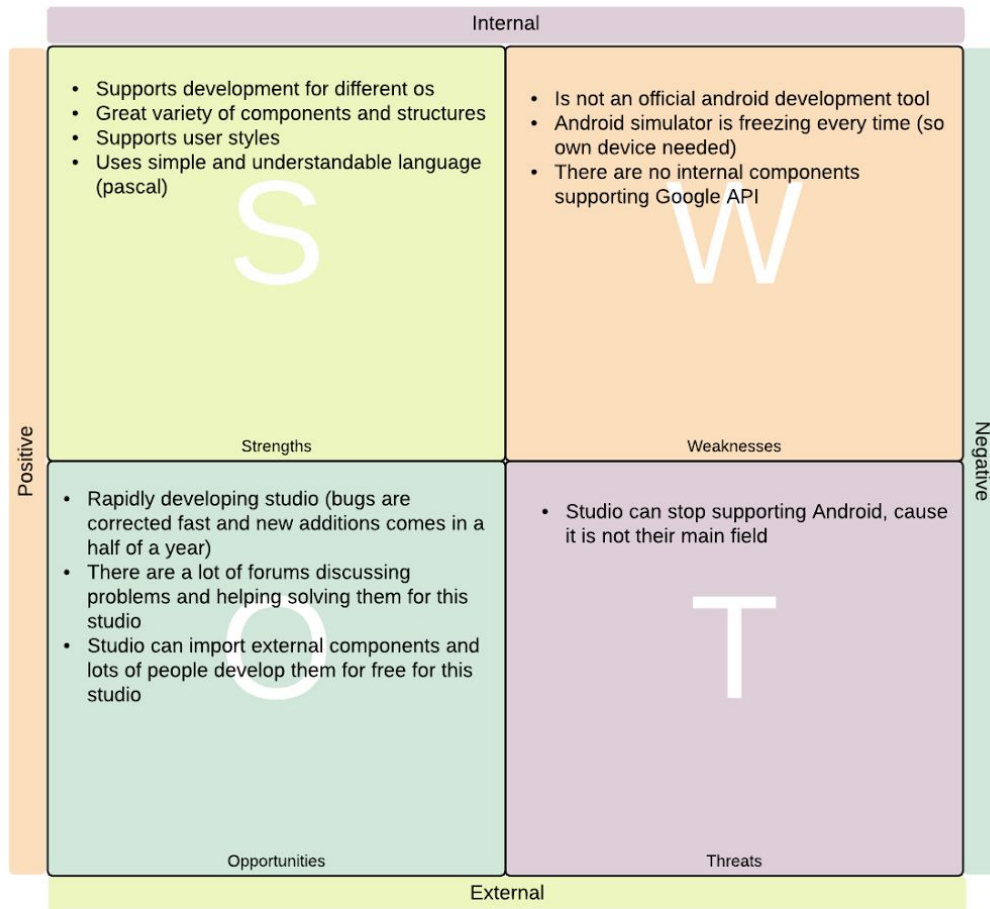 Internal
Positive
Negative
• Supports development for different os
• Great variety of components and structures
• Supports user styles
• Uses simple and understandable language
(pascal)
S
Strengths
• Is not an official android development tool
• Android simulator is freezing every time (so
own device needed)
• There are no internal components
supporting Google API
W
Weaknesses
• Rapidly developing studio (bugs are
corrected fast and new additions comes in a
half of a year)
• There are a lot of forums discussing
problems and helping solving them for this
studio
• Studio can import external components and
lots of people develop them for free for this
studio
O
Opportunities
• Studio can stop supporting Android, cause
it is not their main field
T
Threats
External